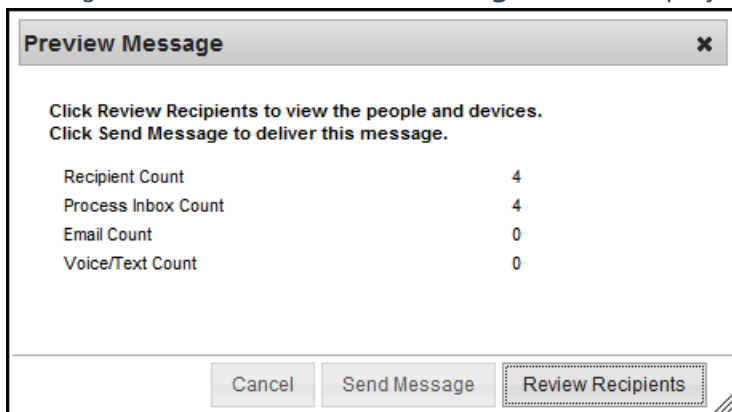 Preview Message
Click Review Recipients to view the people and devices.
Click Send Message to deliver this message.
Recipient Count 4
Process Inbox Count 4
Email Count 0
Voice/Text Count 0
Cancel Send Message Review Recipients